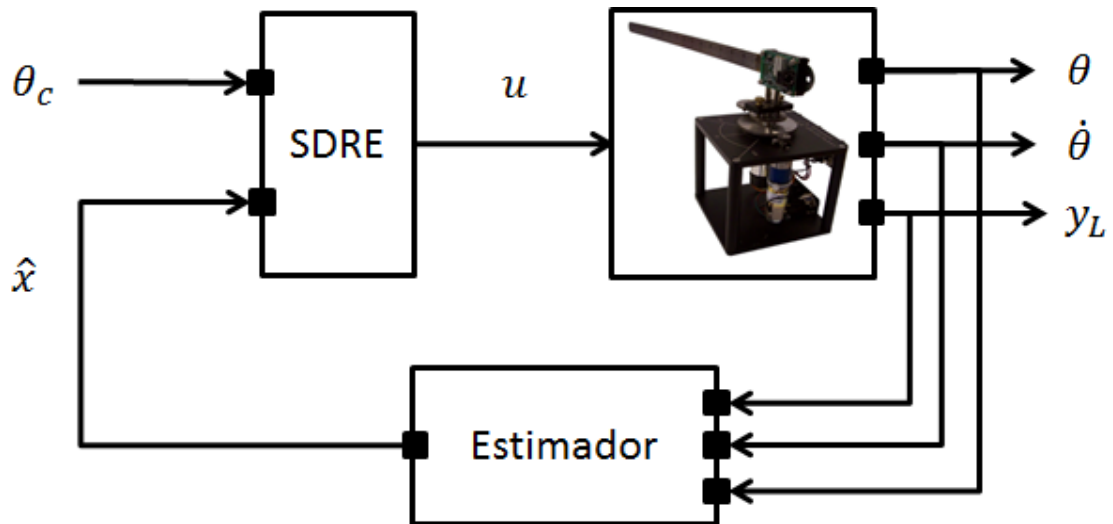 θ_c
SDRE
u
θ
θ̇
y_L
x̂
Estimador